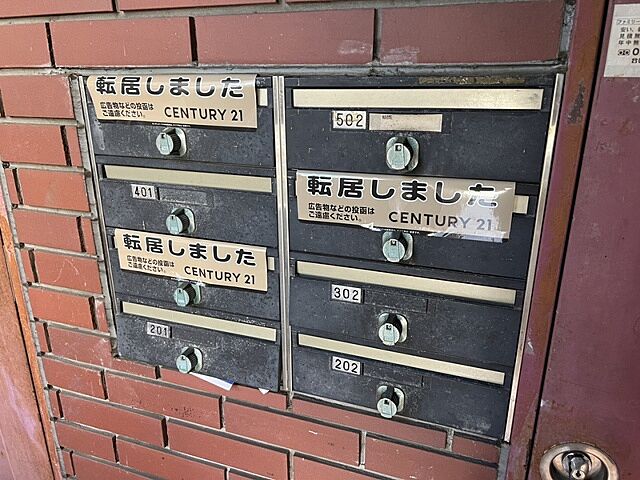 転居しました
広告物などの投函は
ご遠慮ください。
CENTURY 21
502
401
転居しました
広告物などの投函は
ご遠慮ください。
CENTURY 21
転居しました
広告物などの投函は
ご遠慮ください。
CENTURY 21
302
201
202